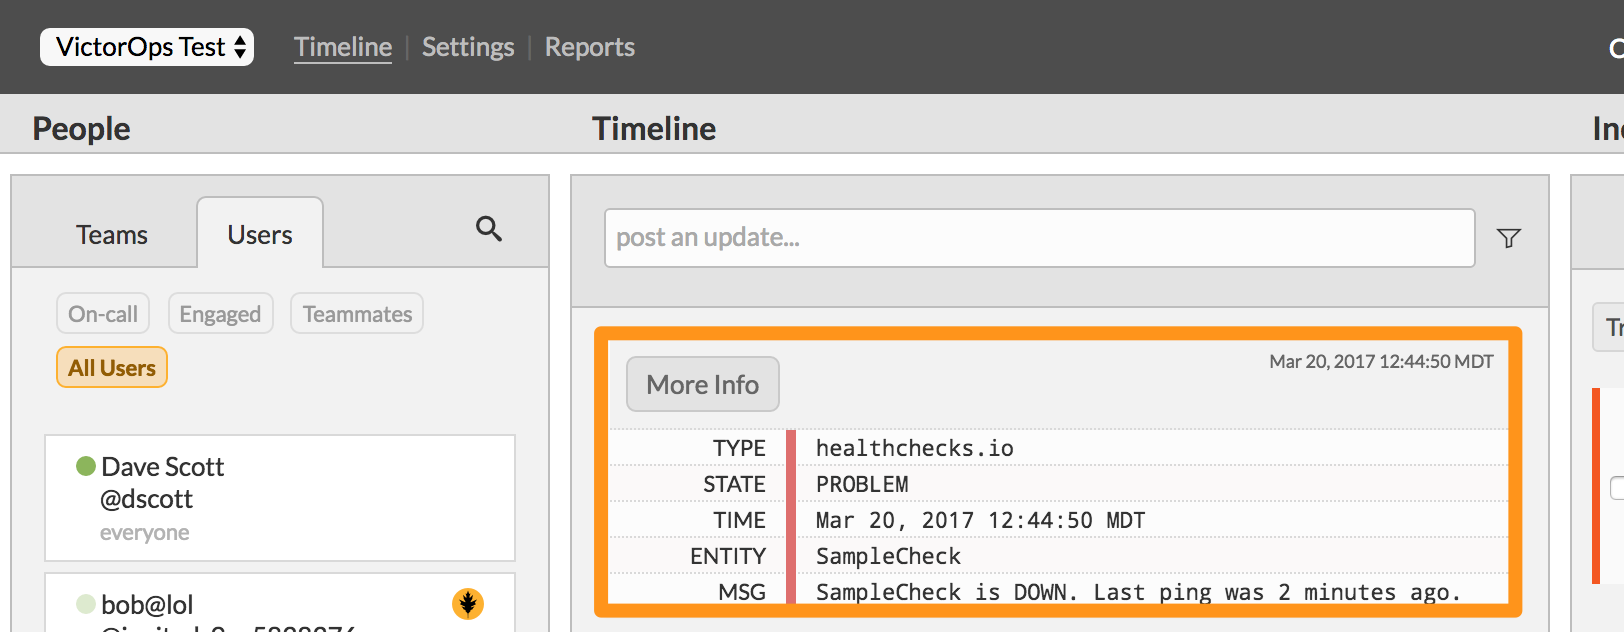 VictorOps Test Timeline Settings Reports
People
Timeline
Teams
Users
On-call Engaged Teammates
All Users
Dave Scott
@dscott
everyone
bob@lol
post an update...
More Info
Mar 20, 2017 12:44:50 MDT
TYPE healthchecks.io
STATE PROBLEM
TIME Mar 20, 2017 12:44:50 MDT
ENTITY SampleCheck
MSG SampleCheck is DOWN. Last ping was 2 minutes ago.